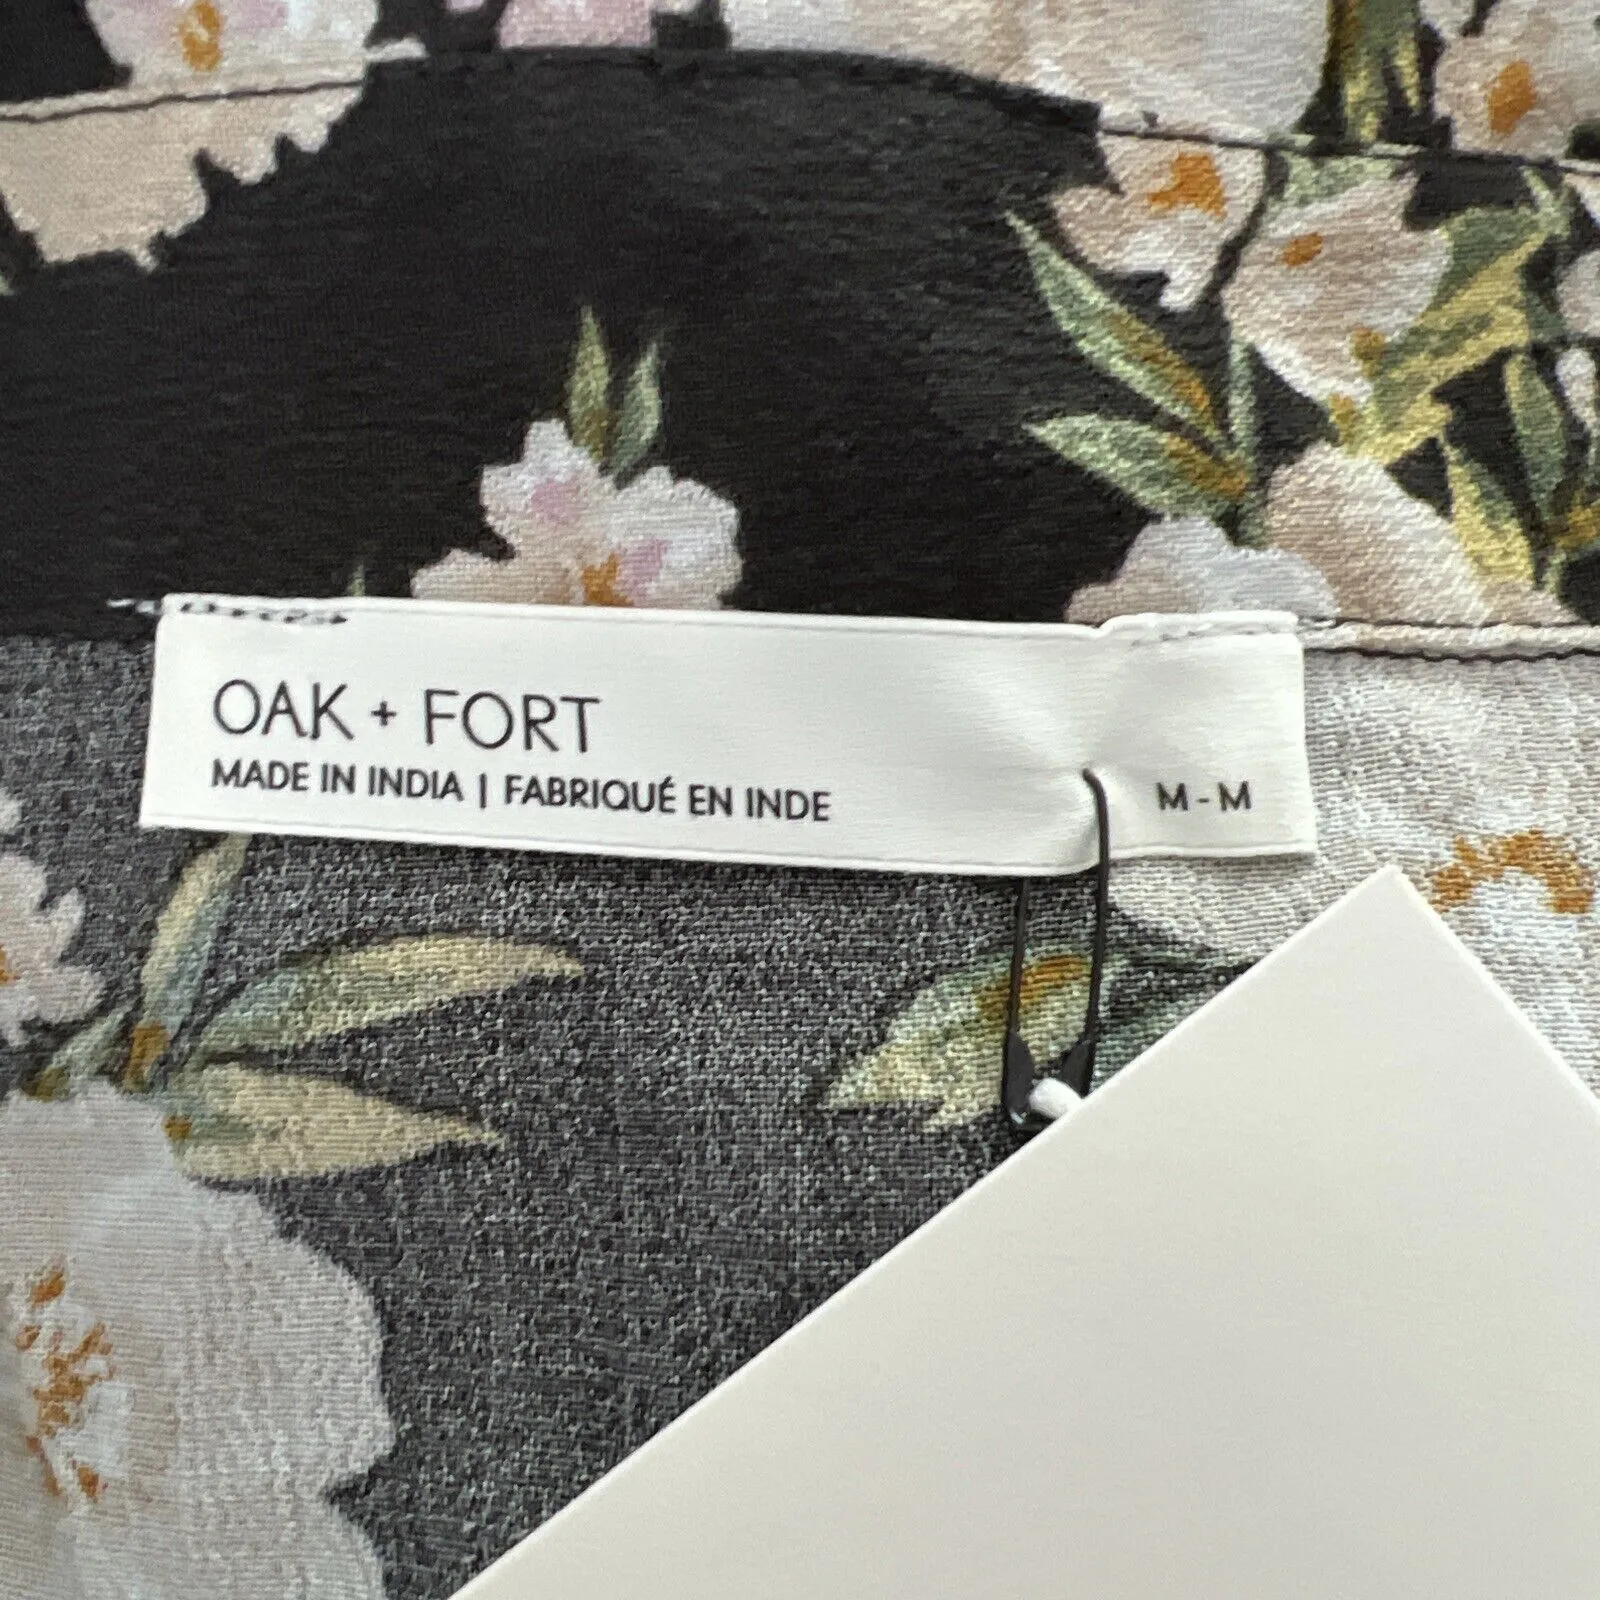 OAK + FORT
MADE IN INDIA | FABRIQUÉ EN INDE
M - M